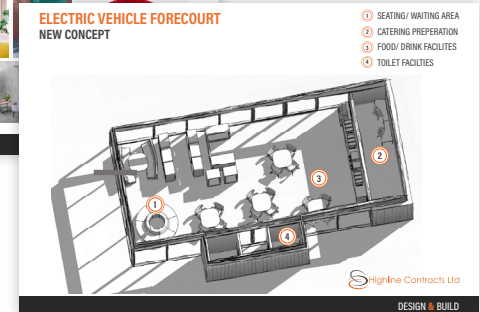 ELECTRIC VEHICLE FORECOURT
NEW CONCEPT
1 SEATING/ WAITING AREA
2 CATERING PREPERATION
3 FOOD/ DRINK FACILITES
4 TOILET FACILTIES
2
3
1
4
Highline Contracts Ltd
DESIGN & BUILD